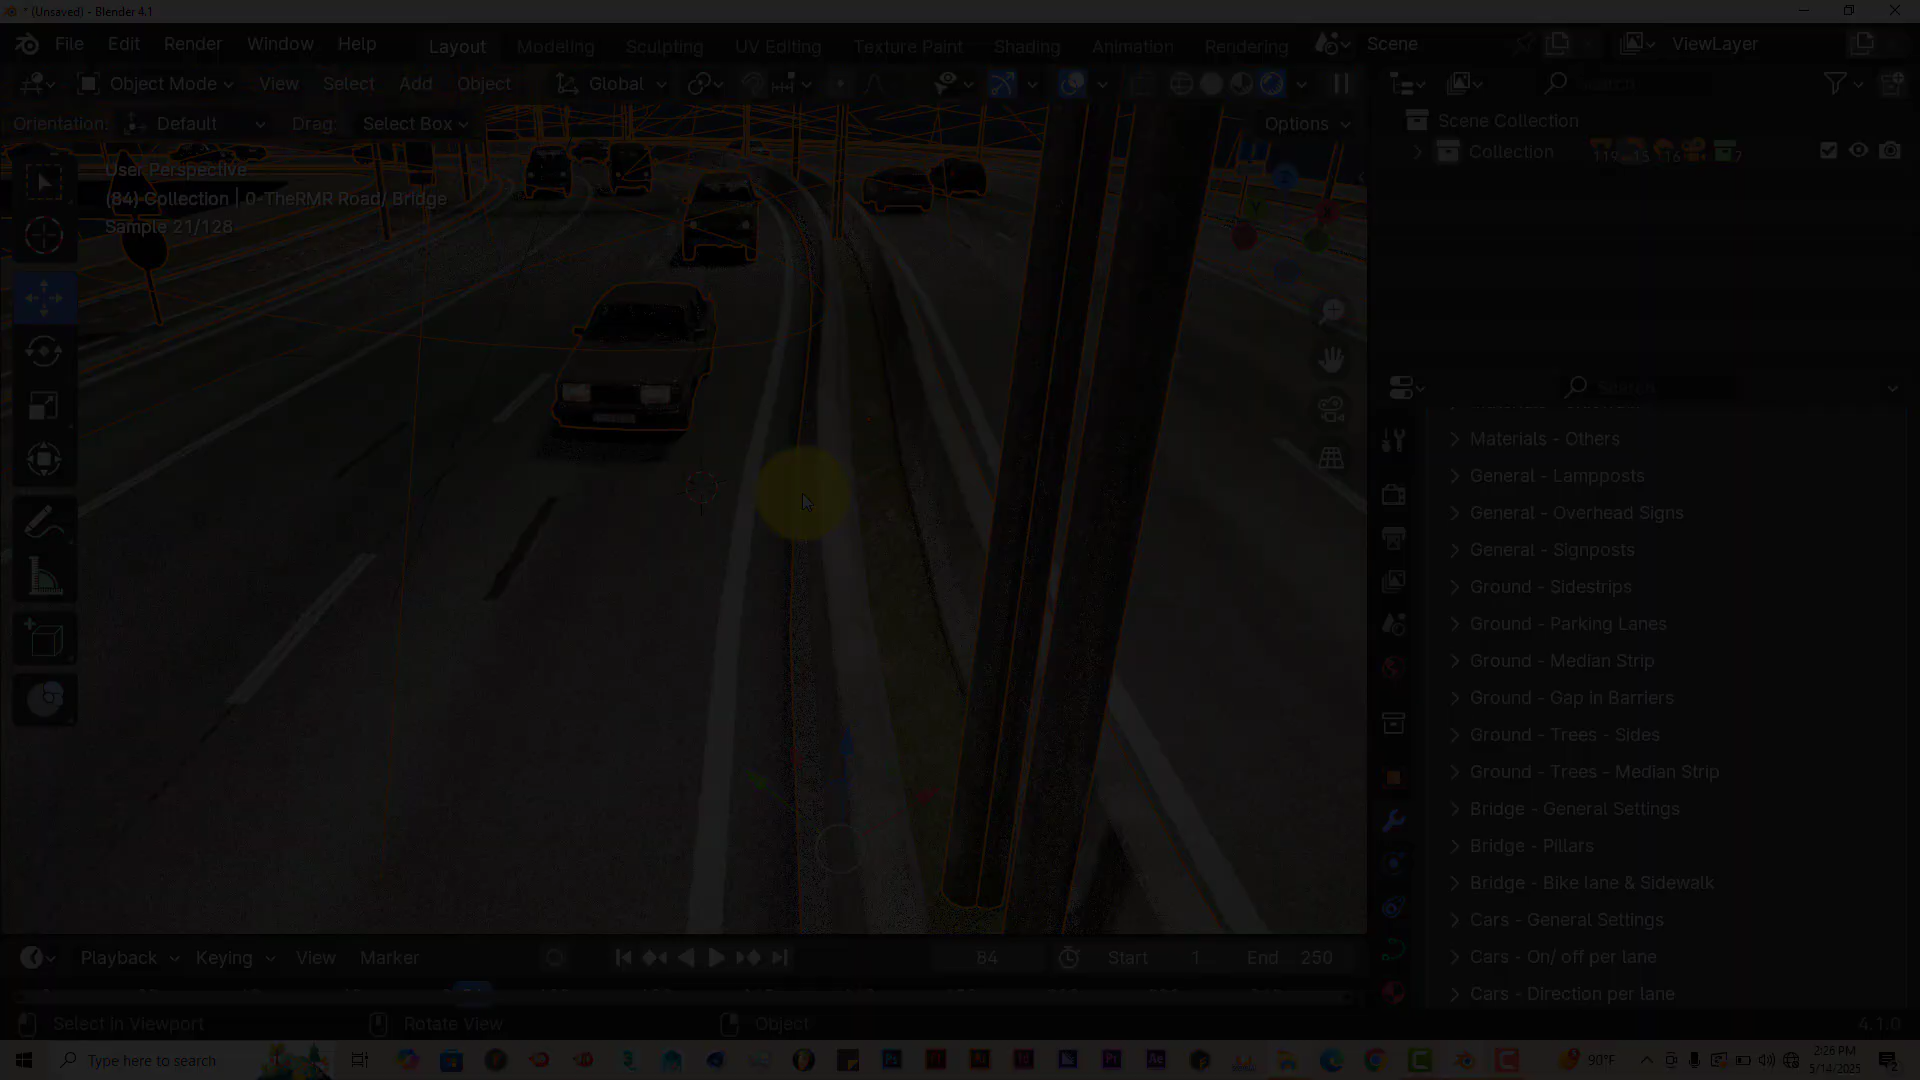 * (Unsaved) - Blender 4.1
File Edit Render Window Help Layout Modeling Sculpting UV Editing Texture Paint Shading Animation Rendering Scene ViewLayer
Object Mode View Select Add Object Global Search
Orientation: Default Drag: Select Box Options
Scene Collection
Collection 119 15 16 7
User Perspective
(84) Collection | 0-TheRMR Road/ Bridge
Sample 21/128
Search
Materials - Others
General - Lampposts
General - Overhead Signs
General - Signposts
Ground - Sidestrips
Ground - Parking Lanes
Ground - Median Strip
Ground - Gap in Barriers
Ground - Trees - Sides
Ground - Trees - Median Strip
Bridge - General Settings
Bridge - Pillars
Bridge - Bike lane & Sidewalk
Cars - General Settings
Cars - On/ off per lane
Cars - Direction per lane
Playback Keying View Marker 84 Start 1 End 250
Select in Viewport Rotate View Object 4.1.0
Type here to search 90°F 2:26 PM
5/14/2025